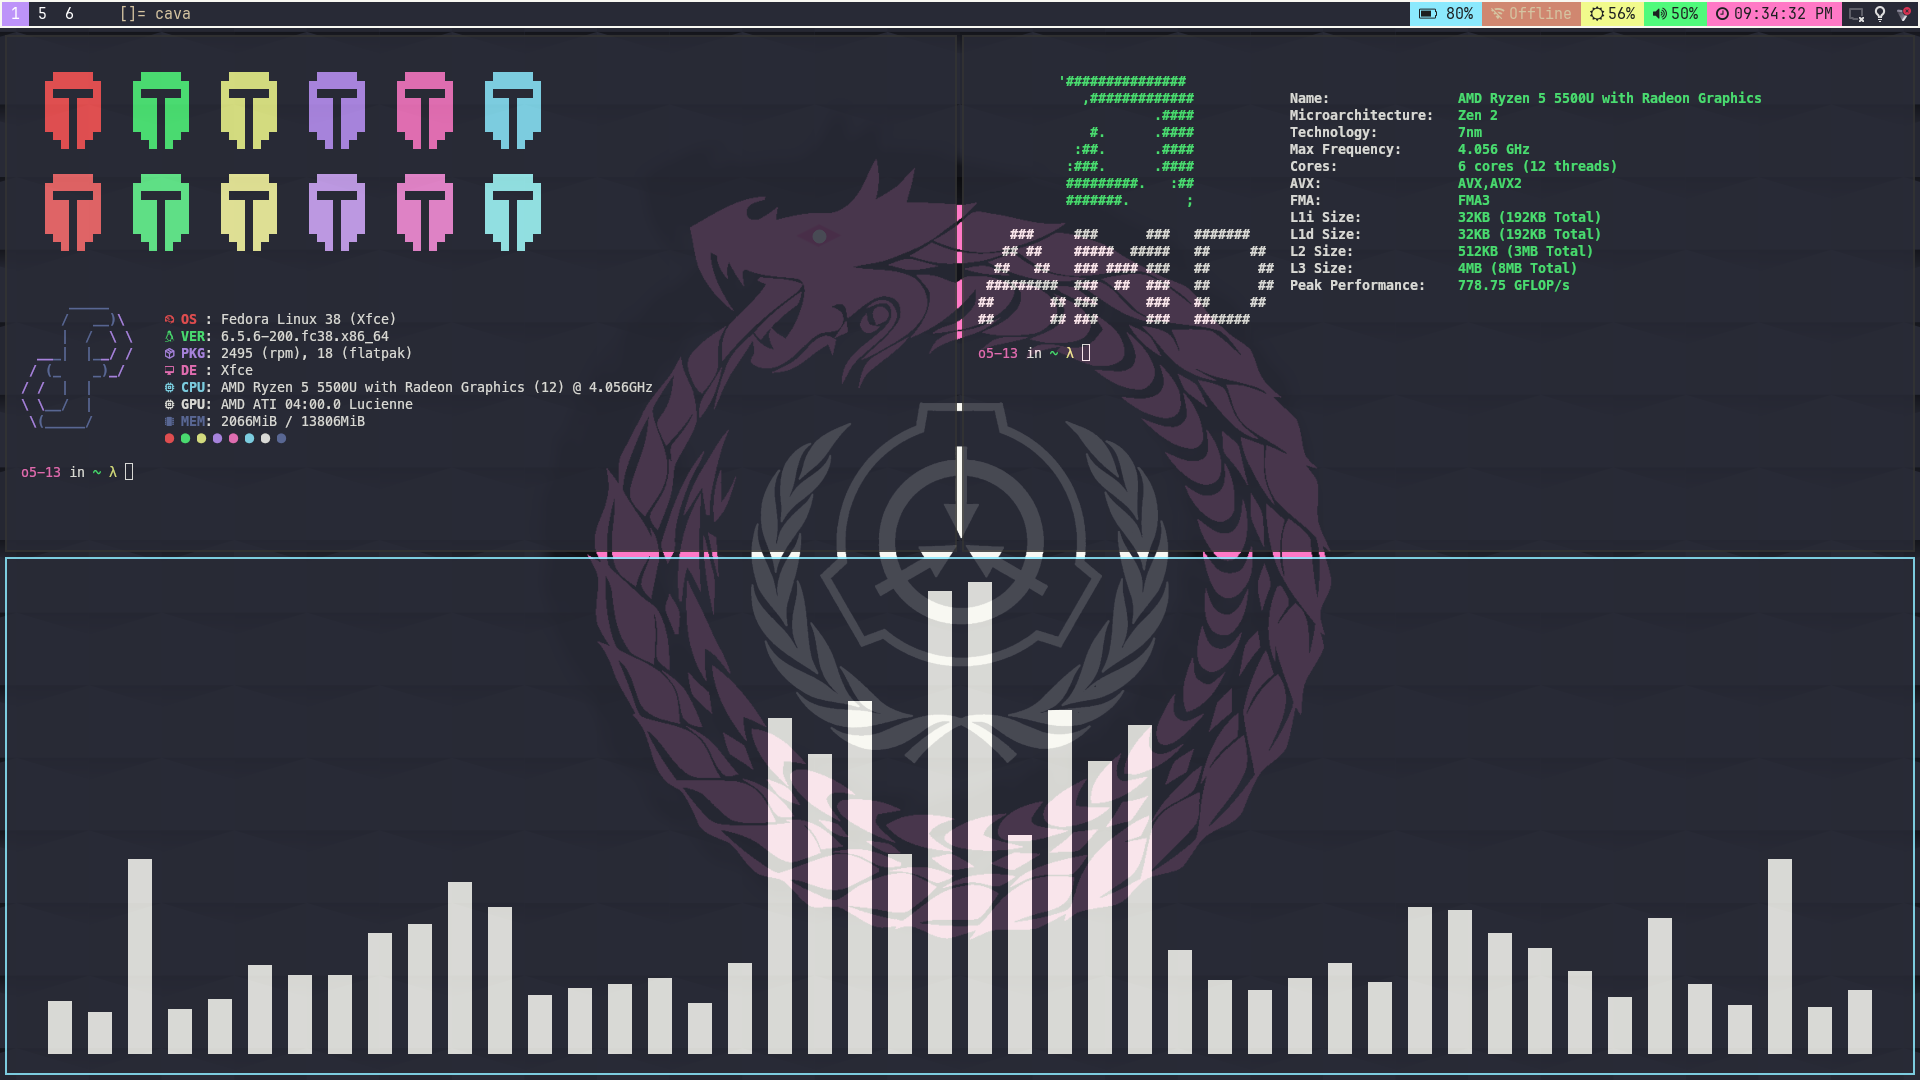 1 5 6 []= cava 80% Offline 56% 50% 09:34:32 PM
OS : Fedora Linux 38 (Xfce)
VER: 6.5.6-200.fc38.x86_64
PKG: 2495 (rpm), 18 (flatpak)
DE : Xfce
CPU: AMD Ryzen 5 5500U with Radeon Graphics (12) @ 4.056GHz
GPU: AMD ATI 04:00.0 Lucienne
MEM: 2066MiB / 13806MiB
o5-13 in ~ λ
Name: AMD Ryzen 5 5500U with Radeon Graphics
Microarchitecture: Zen 2
Technology: 7nm
Max Frequency: 4.056 GHz
Cores: 6 cores (12 threads)
AVX: AVX,AVX2
FMA: FMA3
L1i Size: 32KB (192KB Total)
L1d Size: 32KB (192KB Total)
L2 Size: 512KB (3MB Total)
L3 Size: 4MB (8MB Total)
Peak Performance: 778.75 GFLOP/s
AMD
o5-13 in ~ λ